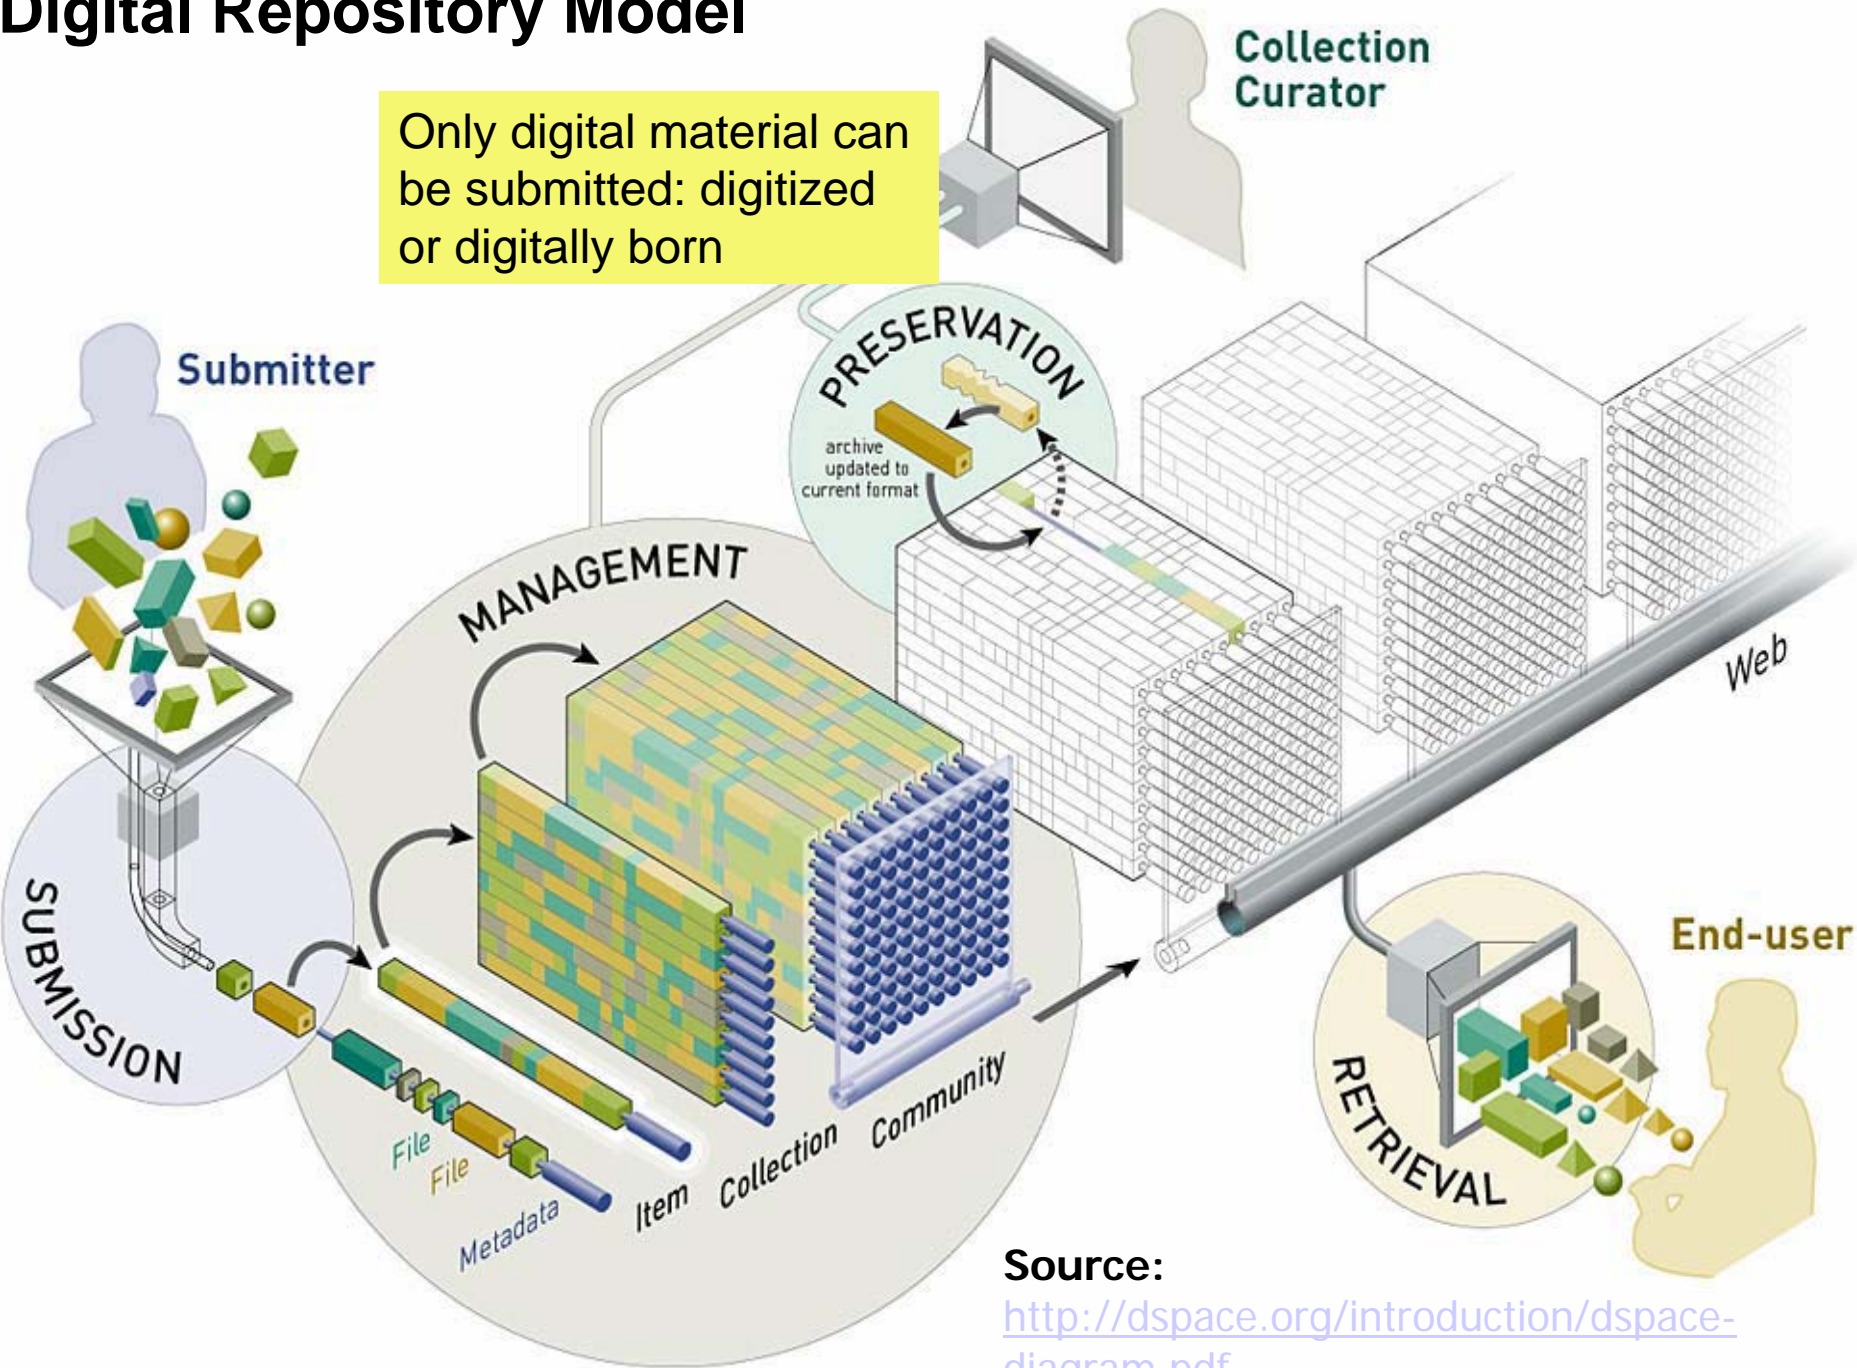 Digital Repository Model
Collection
Curator
Only digital material can
be submitted: digitized
or digitally born
Submitter
PRESERVATION
archive
updated to
current format
MANAGEMENT
Web
SUBMISSION
End-user
RETRIEVAL
File
File
Metadata
Item
Collection
Community
Source:
http://dspace.org/introduction/dspace-
diagram.pdf